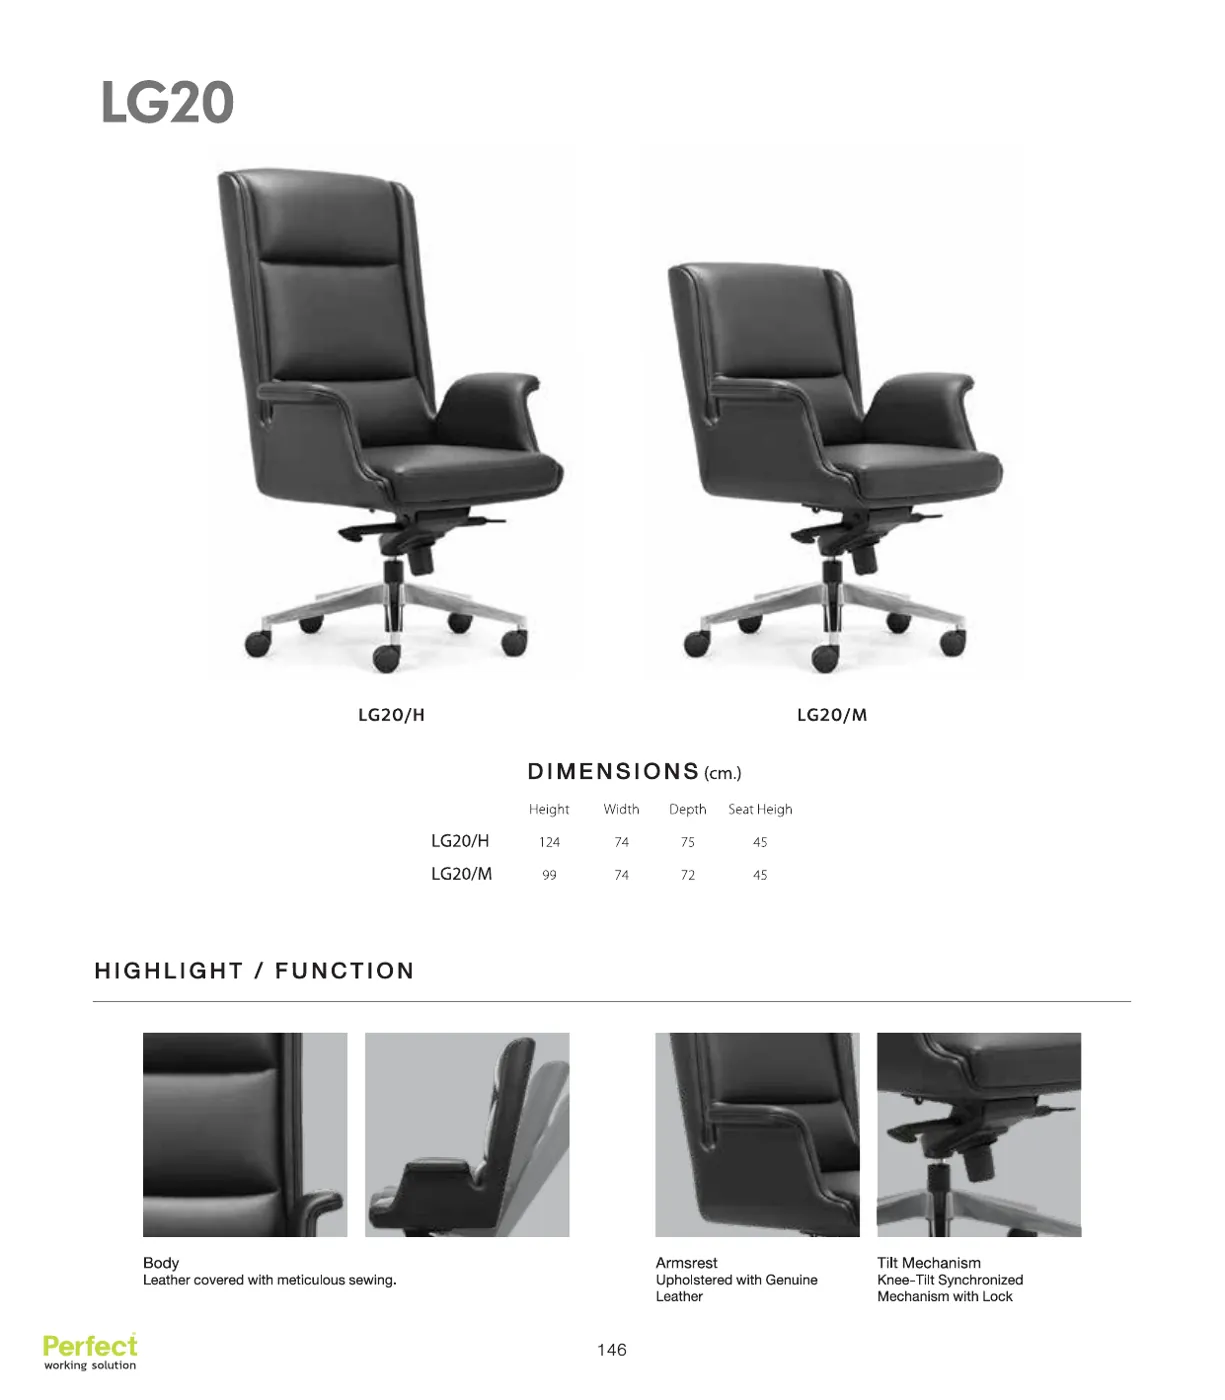 LG20
LG20/H
LG20/M
DIMENSIONS (cm.)
Height Width Depth Seat Heigh
LG20/H 124 74 75 45
LG20/M 99 74 72 45
HIGHLIGHT / FUNCTION
Body
Leather covered with meticulous sewing.
Armsrest
Upholstered with Genuine
Leather
Tilt Mechanism
Knee-Tilt Synchronized
Mechanism with Lock
Perfect
working solution
146